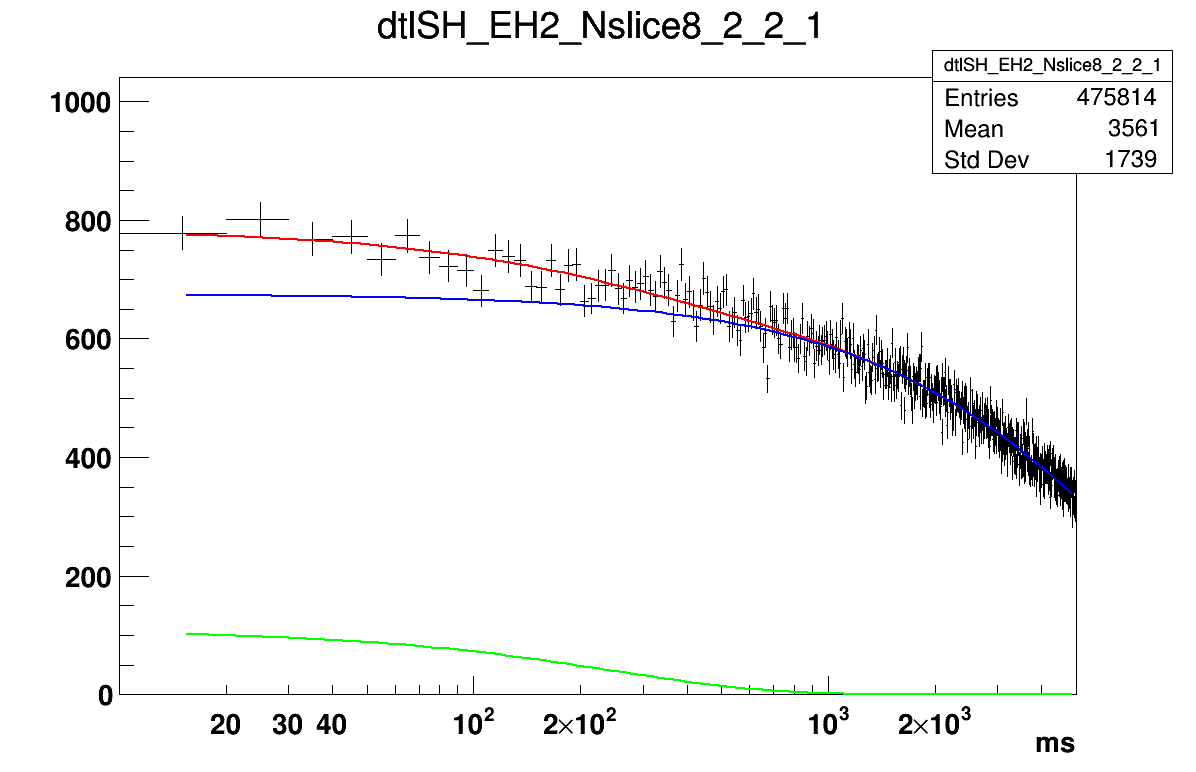 dtlSH_EH2_Nslice8_2_2_1
dtlSH_EH2_Nslice8_2_2_1
Entries 475814
Mean 3561
Std Dev 1739
1000
800
600
400
200
0
20 30 40 10² 2×10² 10³ 2×10³
ms